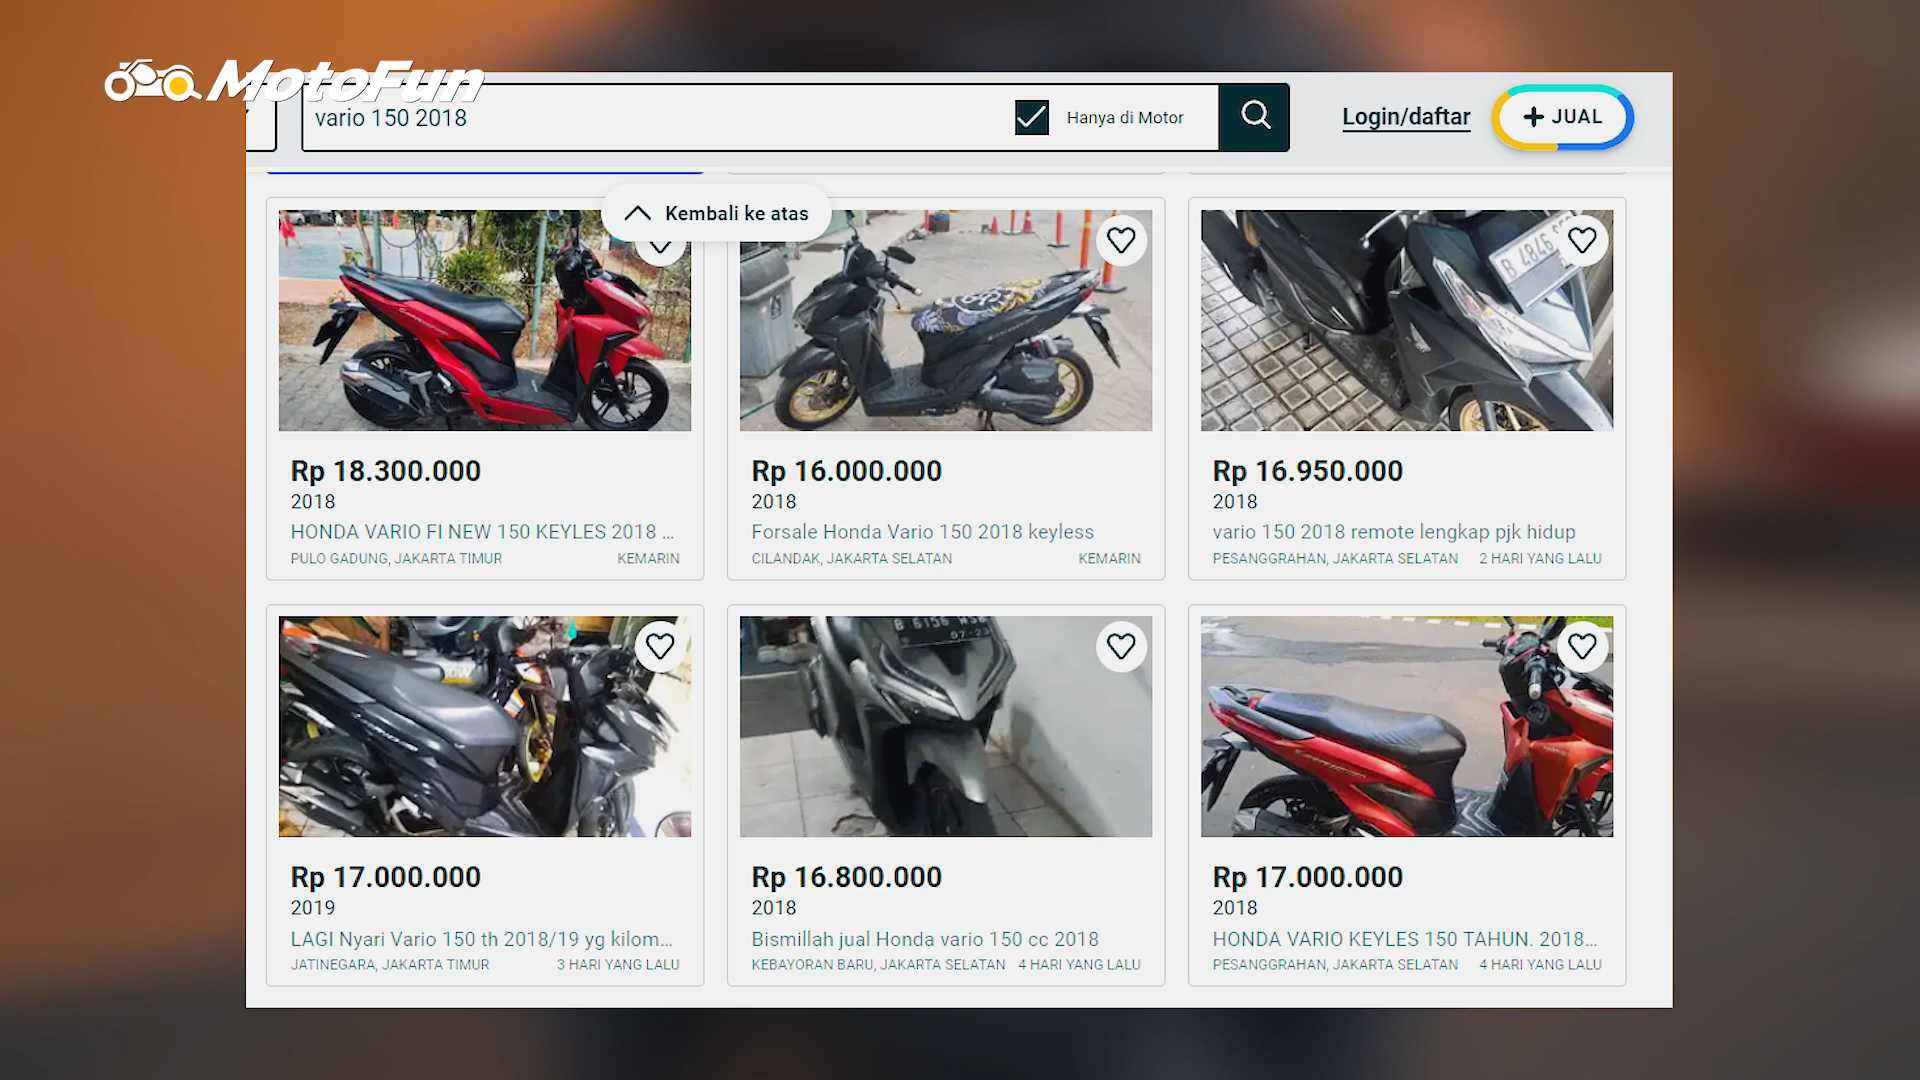 MotoFun
vario 150 2018
Hanya di Motor
Login/daftar
+ JUAL
Kembali ke atas
B 4846
Rp 18.300.000
2018
HONDA VARIO FI NEW 150 KEYLES 2018 ...
PULO GADUNG, JAKARTA TIMUR
KEMARIN
Rp 16.000.000
2018
Forsale Honda Vario 150 2018 keyless
CILANDAK, JAKARTA SELATAN
KEMARIN
Rp 16.950.000
2018
vario 150 2018 remote lengkap pjk hidup
PESANGGRAHAN, JAKARTA SELATAN
2 HARI YANG LALU
B 6156
Rp 17.000.000
2019
LAGI Nyari Vario 150 th 2018/19 yg kilom...
JATINEGARA, JAKARTA TIMUR
3 HARI YANG LALU
Rp 16.800.000
2018
Bismillah jual Honda vario 150 cc 2018
KEBAYORAN BARU, JAKARTA SELATAN
4 HARI YANG LALU
Rp 17.000.000
2018
HONDA VARIO KEYLES 150 TAHUN. 2018...
PESANGGRAHAN, JAKARTA SELATAN
4 HARI YANG LALU